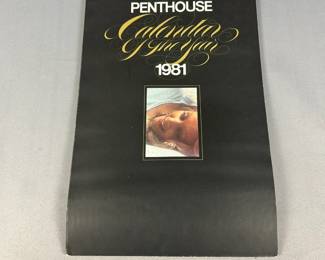 PENTHOUSE
Calendar
of the Year
1981